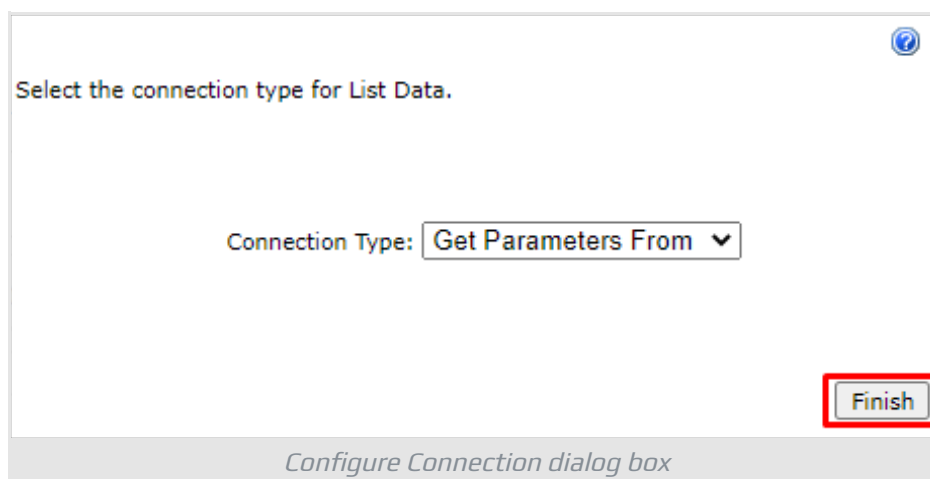 ?
Select the connection type for List Data.
Connection Type: Get Parameters From
Finish
Configure Connection dialog box